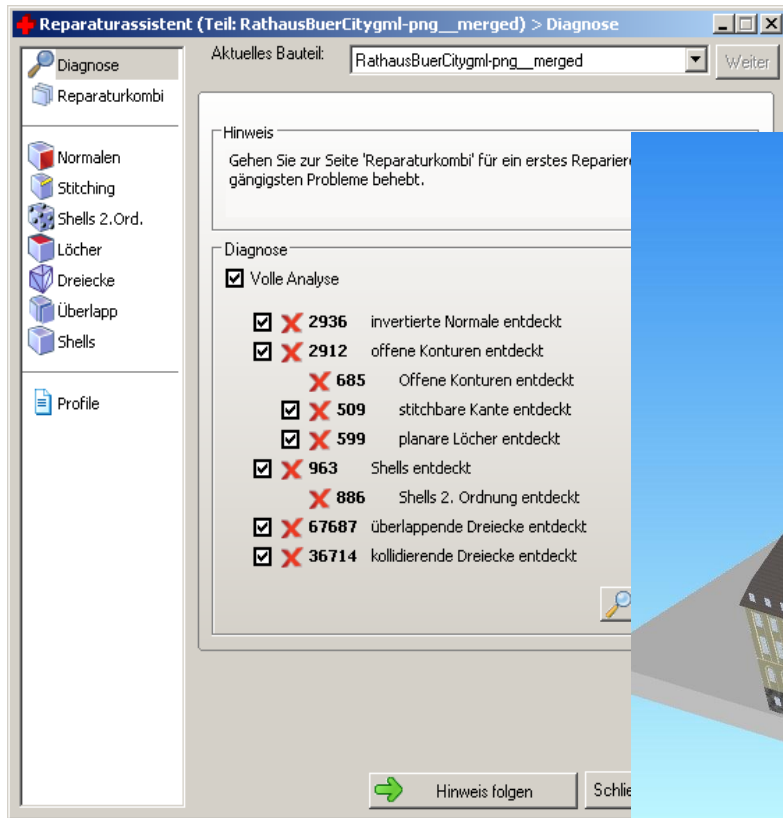 Reparaturassistent (Teil: RathausBuerCitygml-png__merged) > Diagnose
Diagnose
Reparaturkombi
Normalen
Stitching
Shells 2.Ord.
Löcher
Dreiecke
Überlapp
Shells
Profile
Aktuelles Bauteil: RathausBuerCitygml-png__merged Weiter
Hinweis
Gehen Sie zur Seite 'Reparaturkombi' für ein erstes Repariere
gängigsten Probleme behebt.
Diagnose
Volle Analyse
2936 invertierte Normale entdeckt
2912 offene Konturen entdeckt
685 Offene Konturen entdeckt
509 stitchbare Kante entdeckt
599 planare Löcher entdeckt
963 Shells entdeckt
886 Shells 2. Ordnung entdeckt
67687 überlappende Dreiecke entdeckt
36714 kollidierende Dreiecke entdeckt
Hinweis folgen Schlie